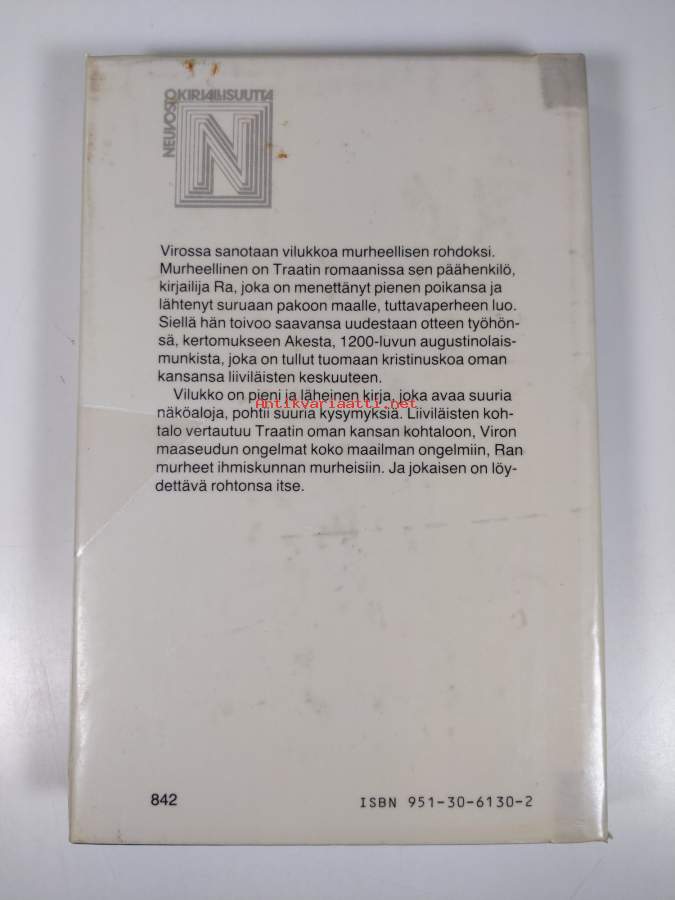 NEUVOSTO
KIRJALLISUUTTA
N
Virossa sanotaan vilukkoa murheellisen rohdoksi.
Murheellinen on Traatin romaanissa sen päähenkilö,
kirjailija Ra, joka on menettänyt pienen poikansa ja
lähtenyt suruaan pakoon maalle, tuttavaperheen luo.
Siellä hän toivoo saavansa uudestaan otteen työhön-
sä, kertomukseen Akesta, 1200-luvun augustinolais-
munkista, joka on tullut tuomaan kristinuskoa oman
kansansa liiviläisten keskuuteen.
Vilukko on pieni ja läheinen kirja, joka avaa suuria
näköaloja, pohtii suuria kysymyksiä. Liiviläisten koh-
Antikvariaatti.net
talo vertautuu Traatin oman kansan kohtaloon, Viron
maaseudun ongelmat koko maailman ongelmiin, Ran
murheet ihmiskunnan murheisiin. Ja jokaisen on löy-
dettävä rohtonsa itse.
842
ISBN 951-30-6130-2